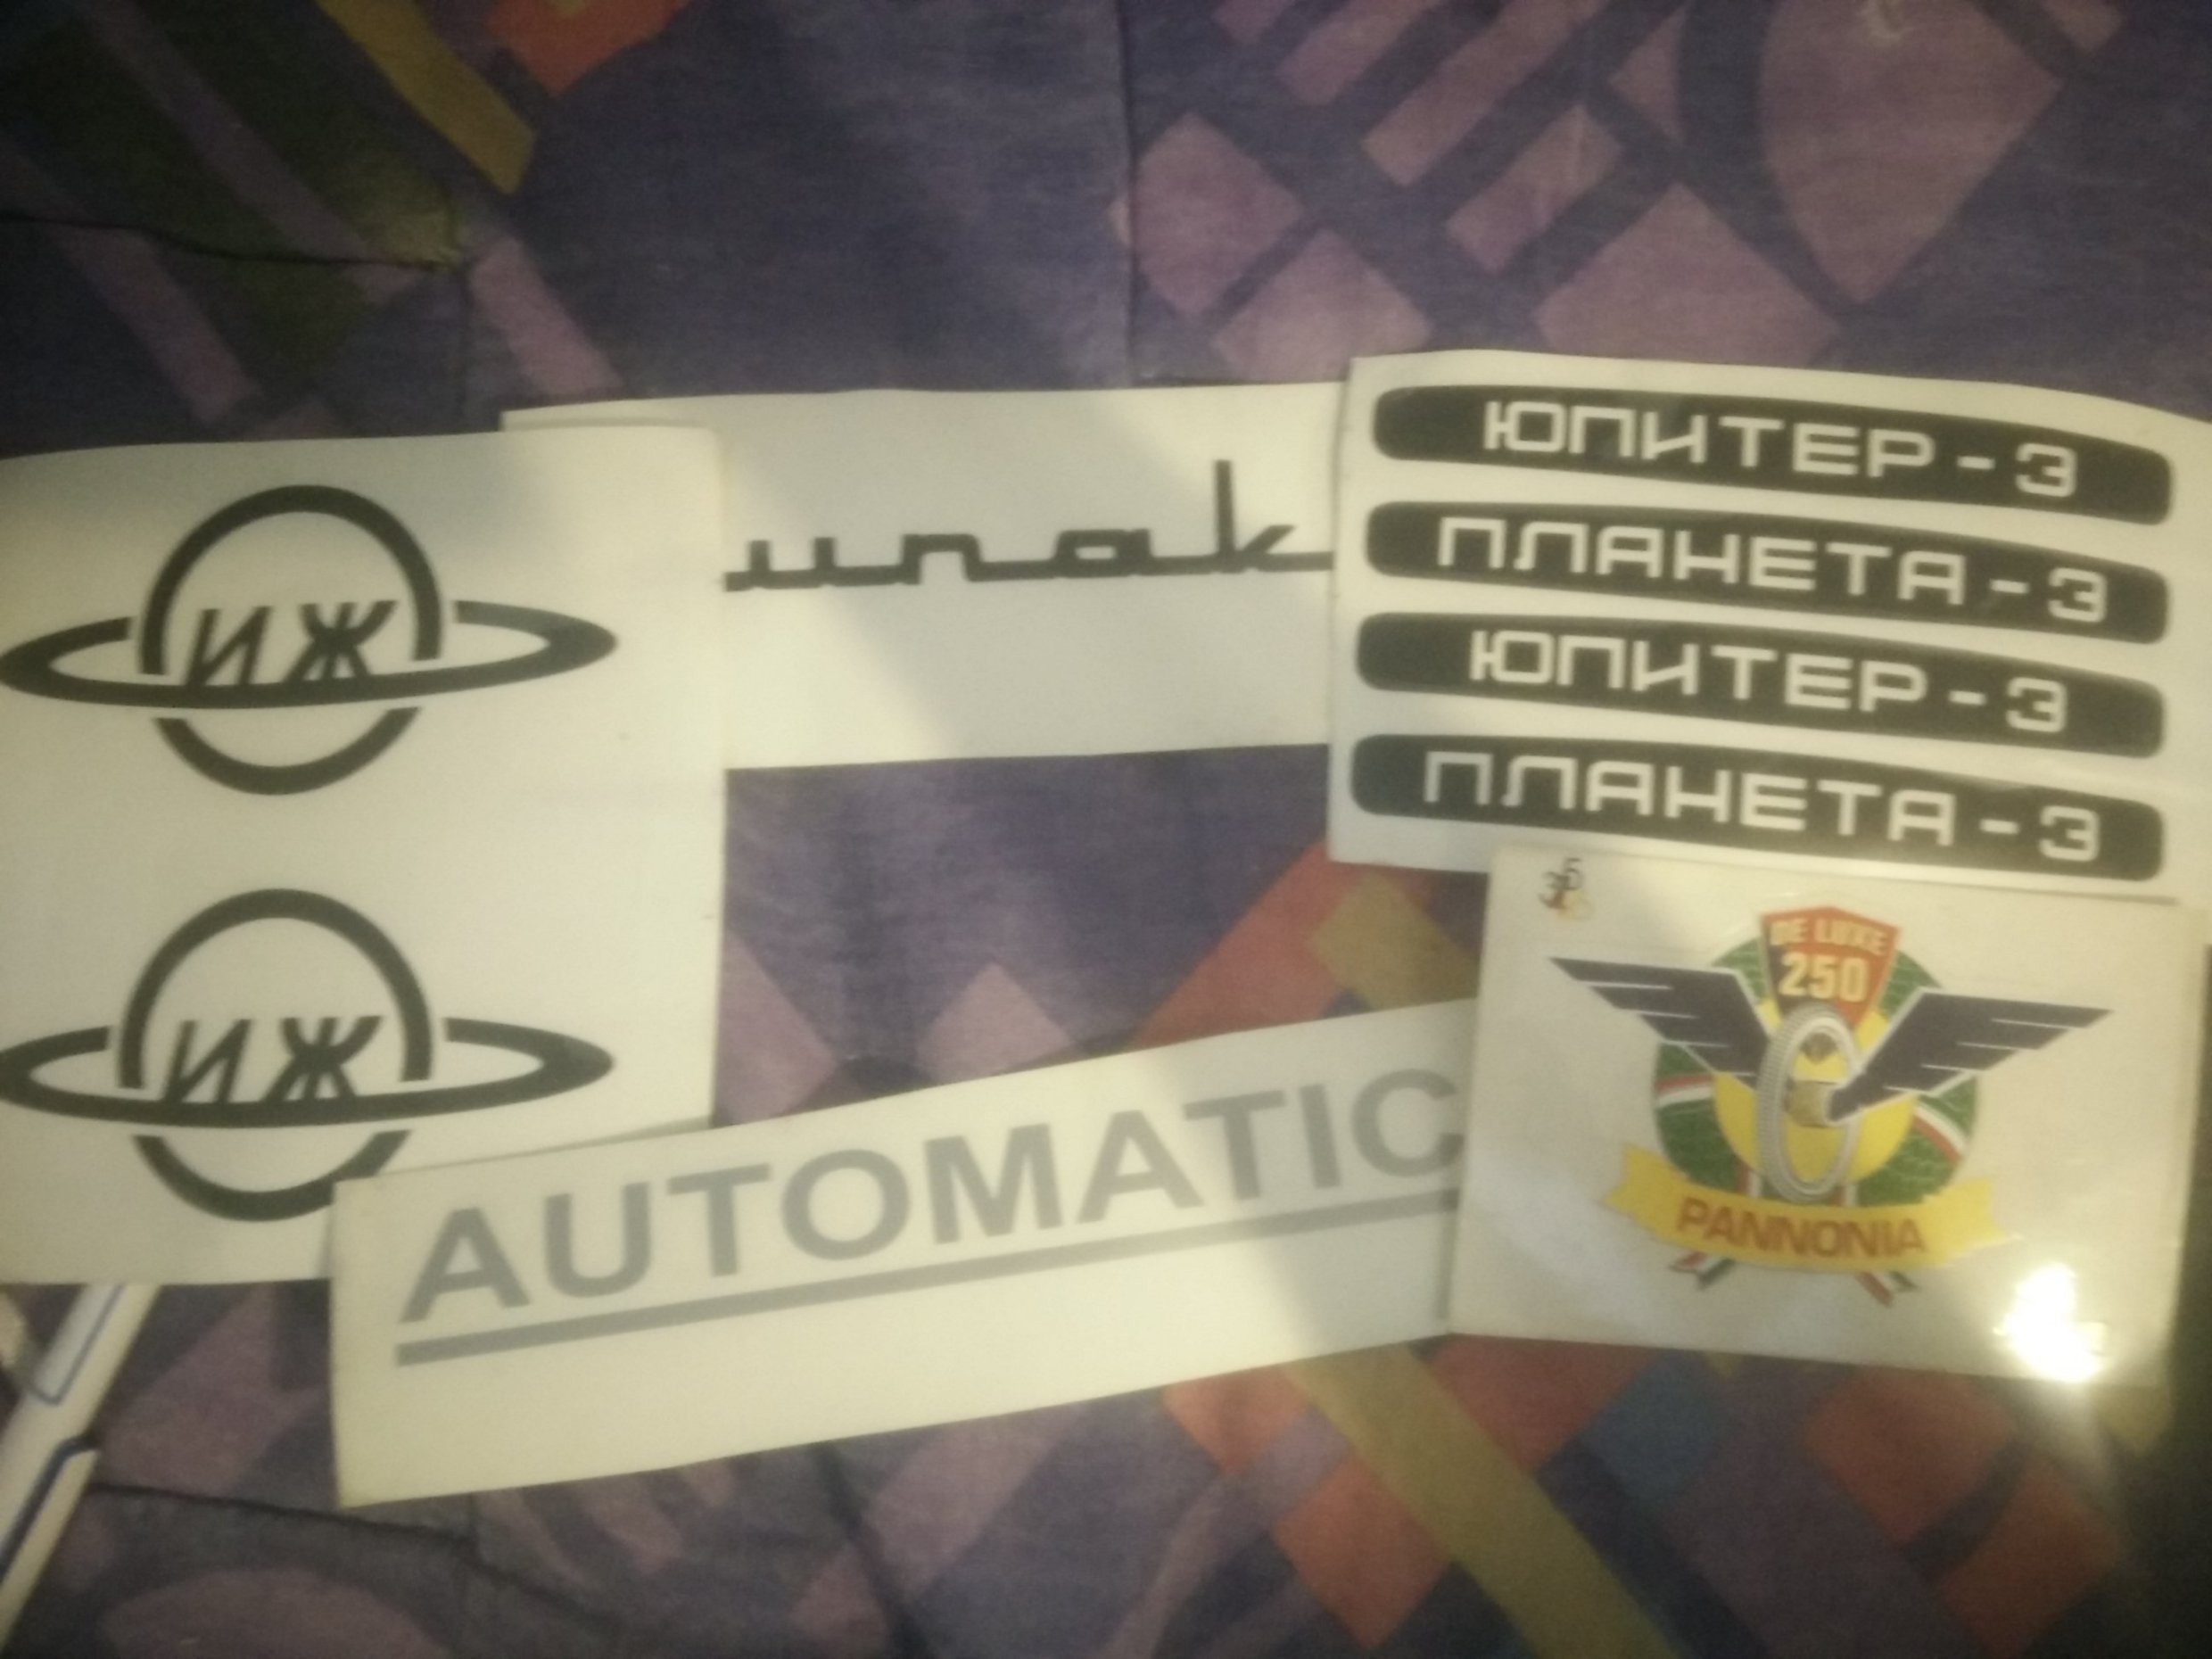 ИЖ
ИЖ
ЮПИТЕР-3
ПЛАНЕТА-3
ЮПИТЕР-3
ПЛАНЕТА-3
AUTOMATIC
DE LUXE
250
PANNONIA